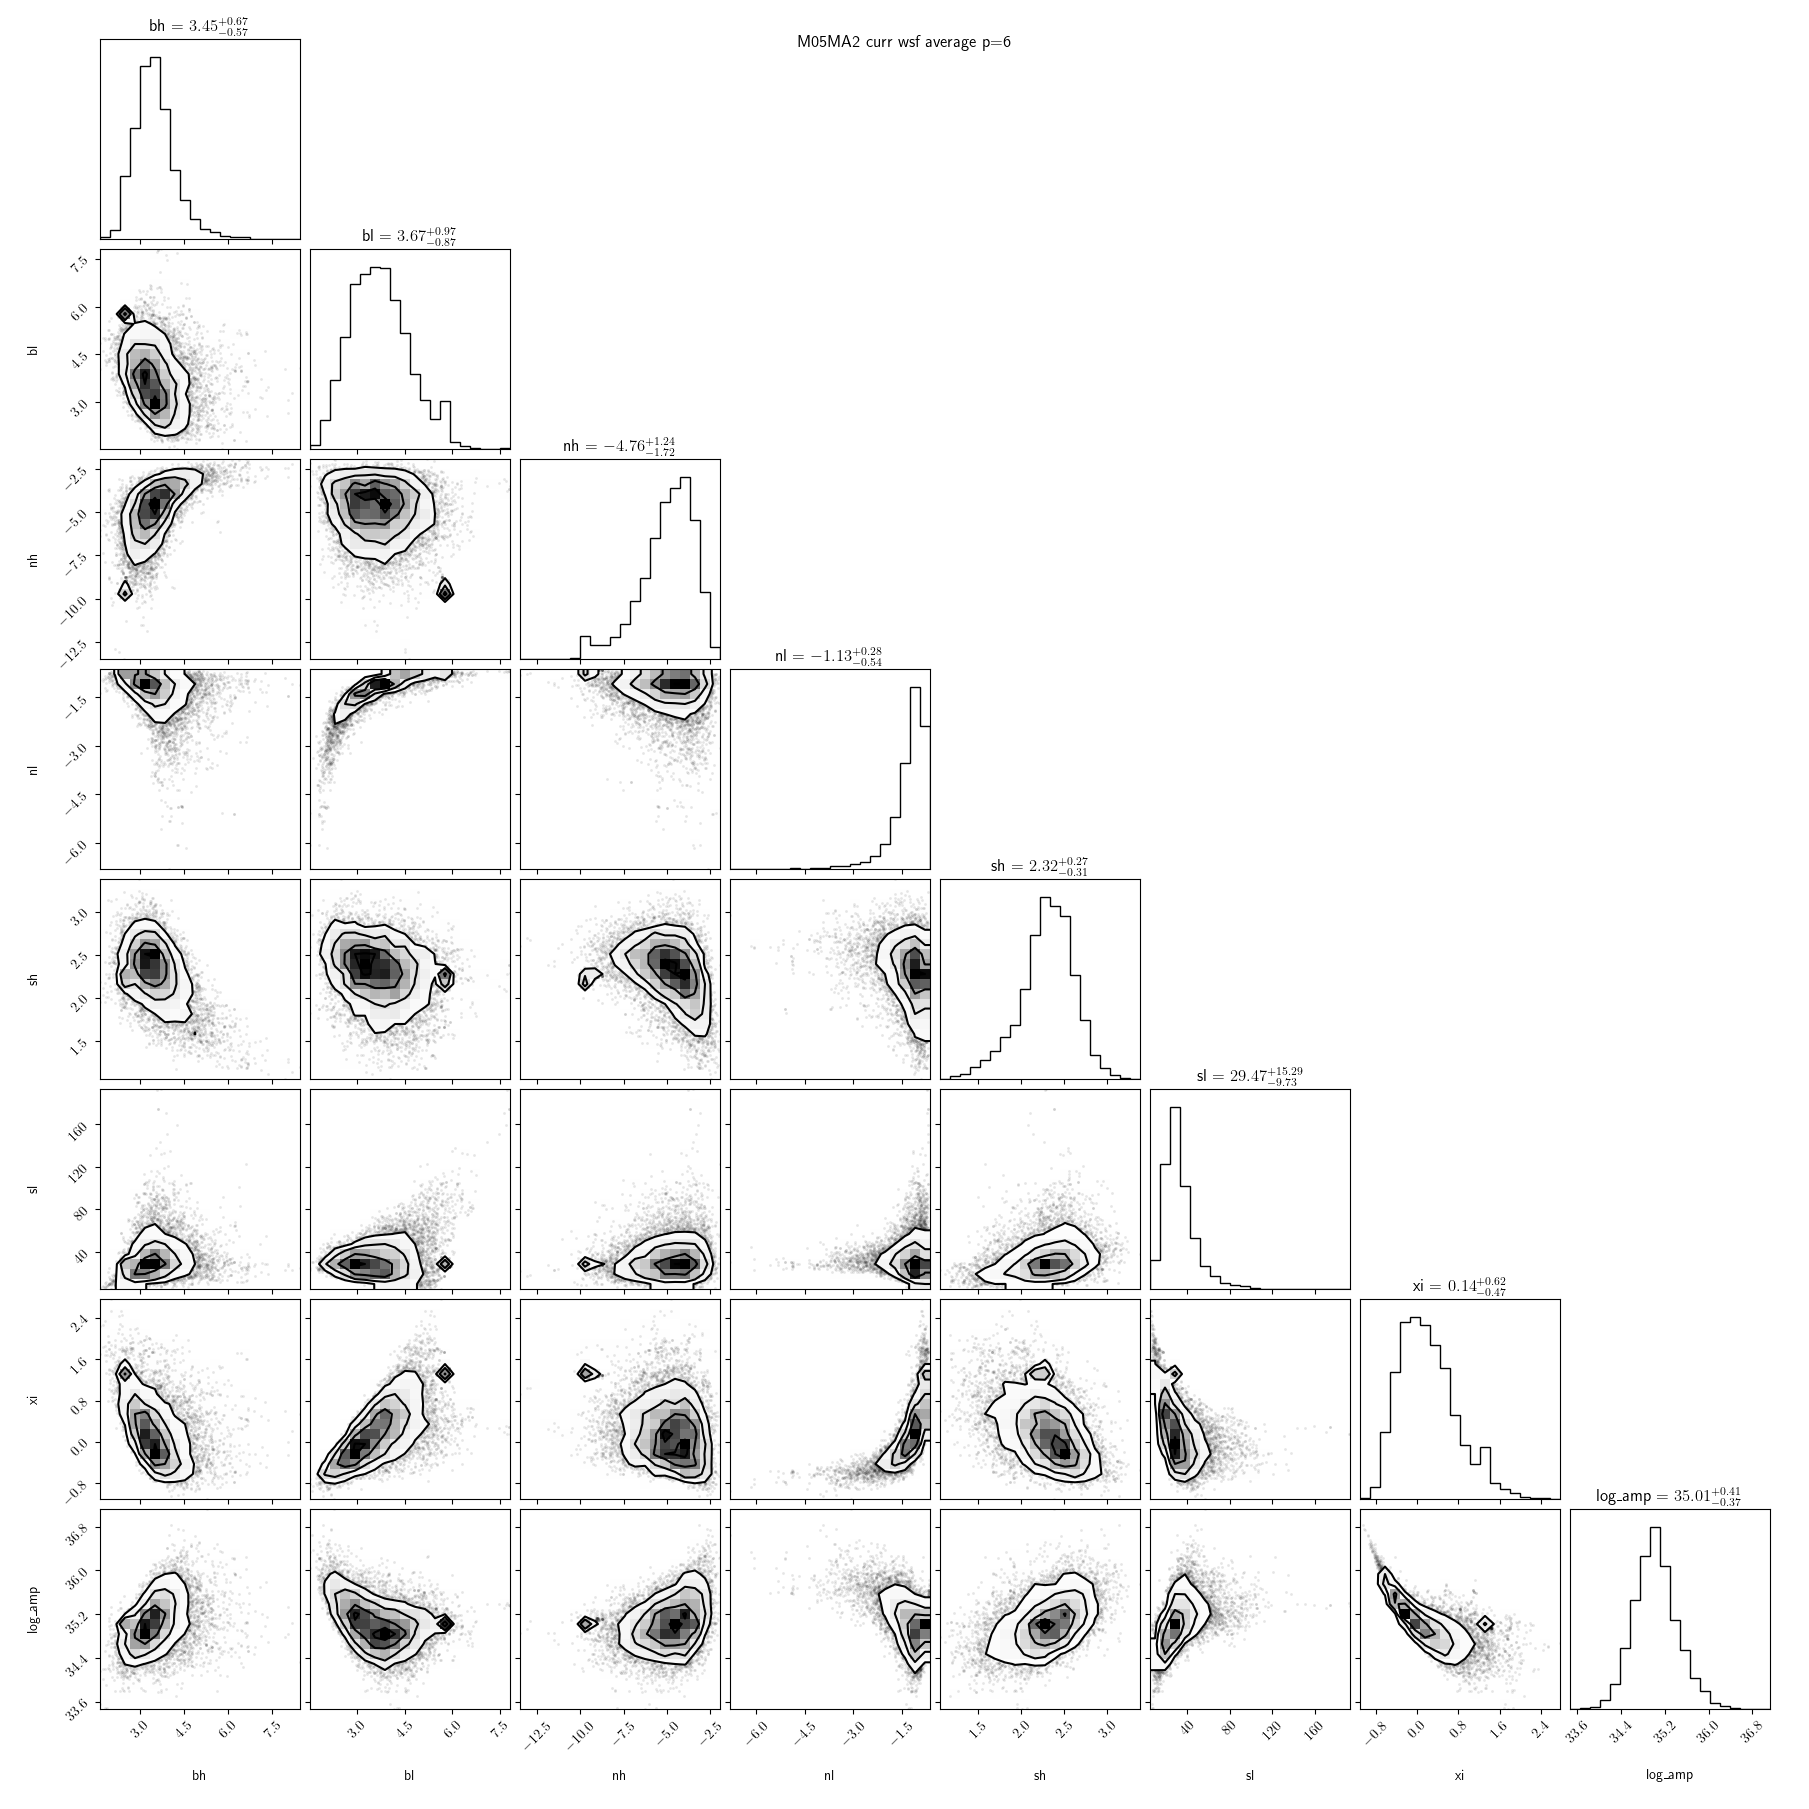 bh = 3.45+0.67−0.57
M05MA2 curr wsf average p=6
bl = 3.67+0.97−0.87
7.5
6.0
4.5
3.0
bl
nh = −4.76+1.24−1.72
−2.5
−5.0
−7.5
−10.0
−12.5
nh
nl = −1.13+0.28−0.54
−1.5
−3.0
−4.5
−6.0
nl
sh = 2.32+0.27−0.31
3.0
2.5
2.0
1.5
sh
sl = 29.47+15.29−9.73
160
120
80
40
sl
xi = 0.14+0.62−0.47
2.4
1.6
0.8
0.0
−0.8
xi
log_amp = 35.01+0.41−0.37
36.8
36.0
35.2
34.4
33.6
log_amp
3.0 4.5 6.0 7.5 3.0 4.5 6.0 7.5 −12.5 −10.0 −7.5 −5.0 −2.5 −6.0 −4.5 −3.0 −1.5 1.5 2.0 2.5 3.0 40 80 120 160 −0.8 0.0 0.8 1.6 2.4 33.6 34.4 35.2 36.0 36.8
bh bl nh nl sh sl xi log_amp